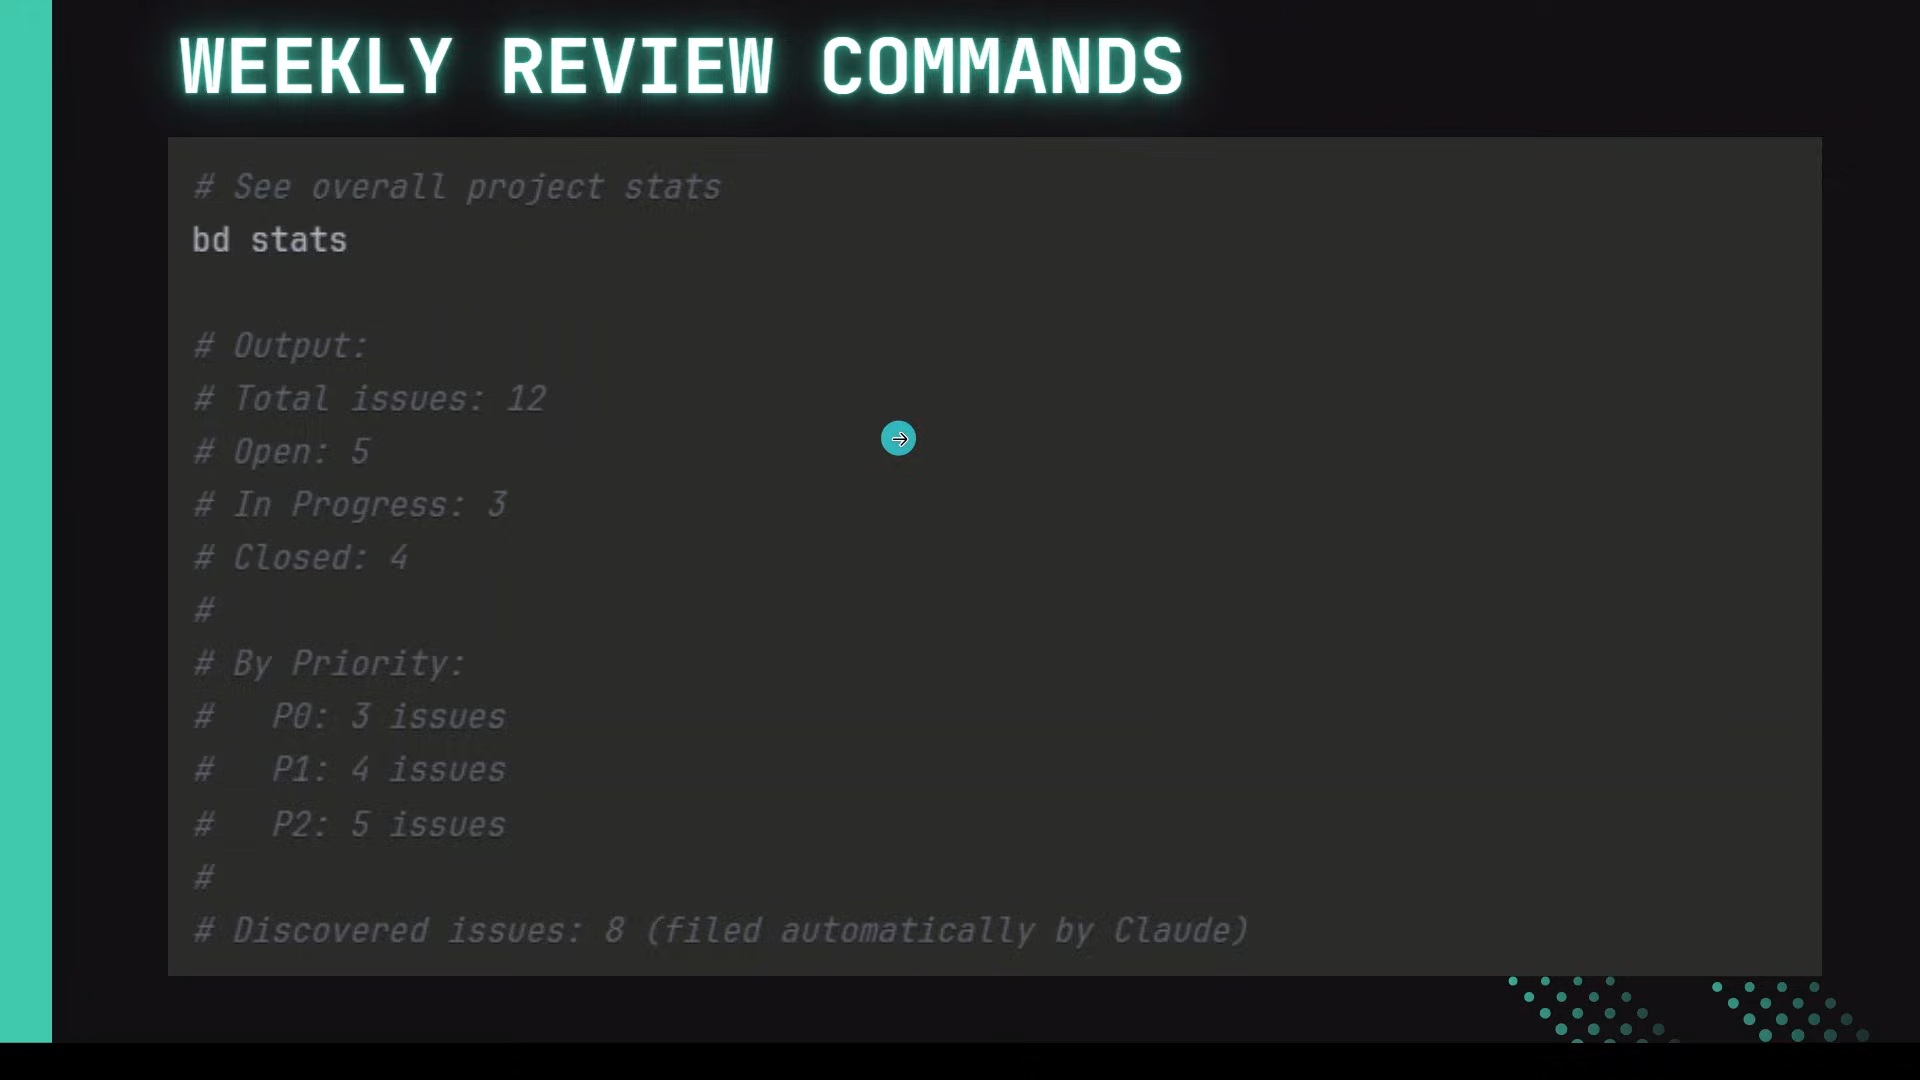 WEEKLY REVIEW COMMANDS
# See overall project stats
bd stats
# Output:
# Total issues: 12
# Open: 5
# In Progress: 3
# Closed: 4
#
# By Priority:
#   P0: 3 issues
#   P1: 4 issues
#   P2: 5 issues
#
# Discovered issues: 8 (filed automatically by Claude)